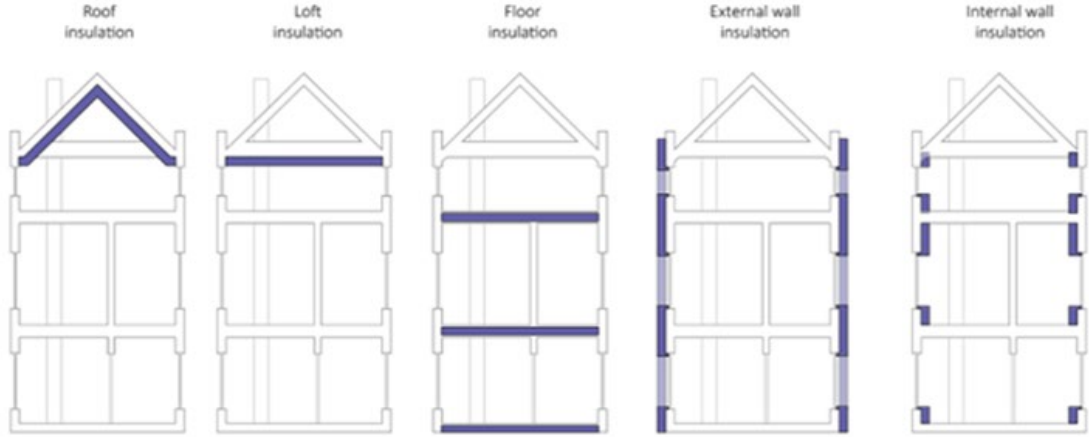 Roof
insulation
Loft
insulation
Floor
insulation
External wall
insulation
Internal wall
insulation